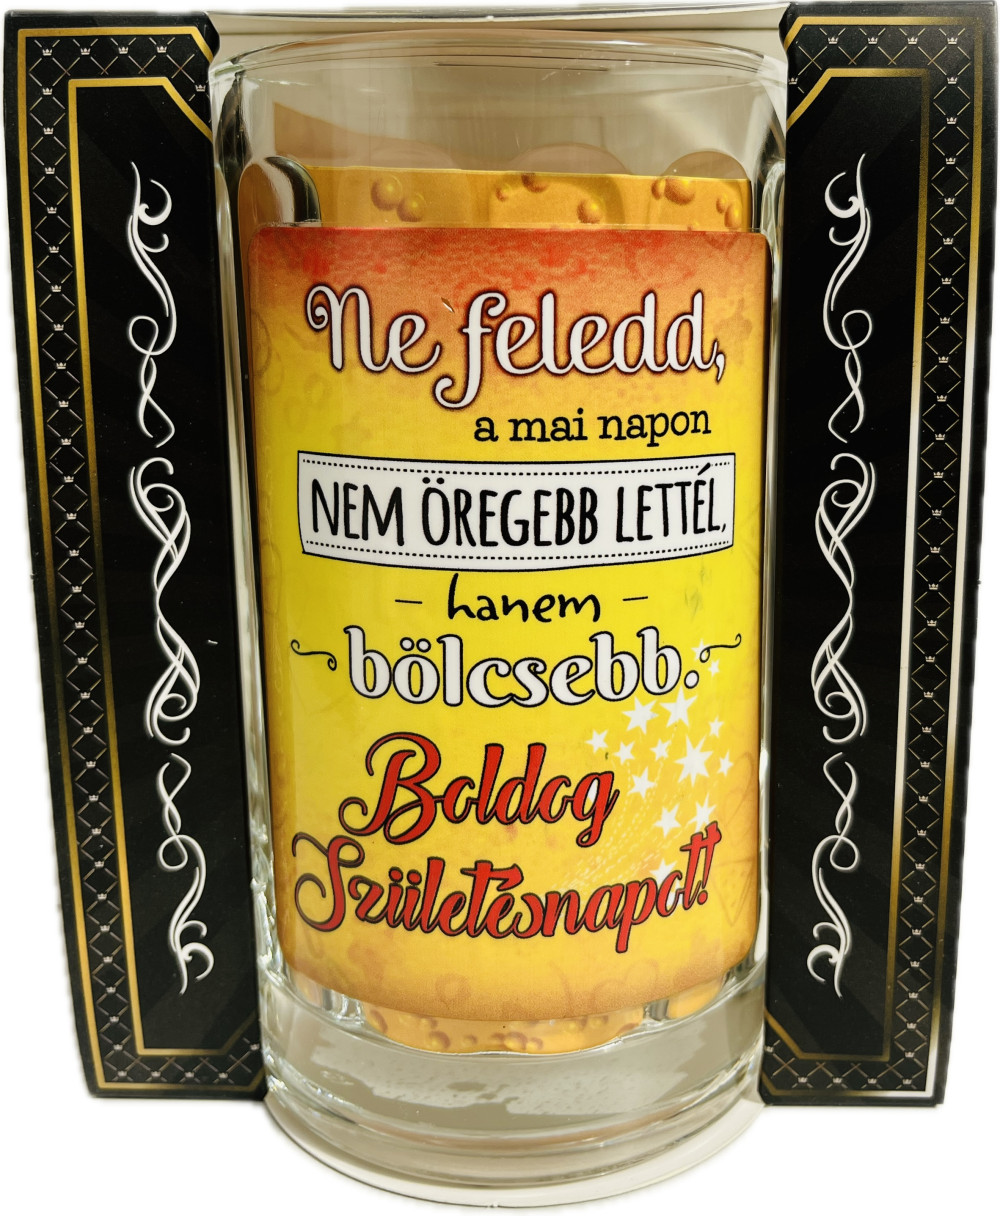 Ne feledd,
a mai napon
NEM ÖREGEBB LETTÉL,
– hanem –
bölcsebb.
Boldog
Születésnapot!